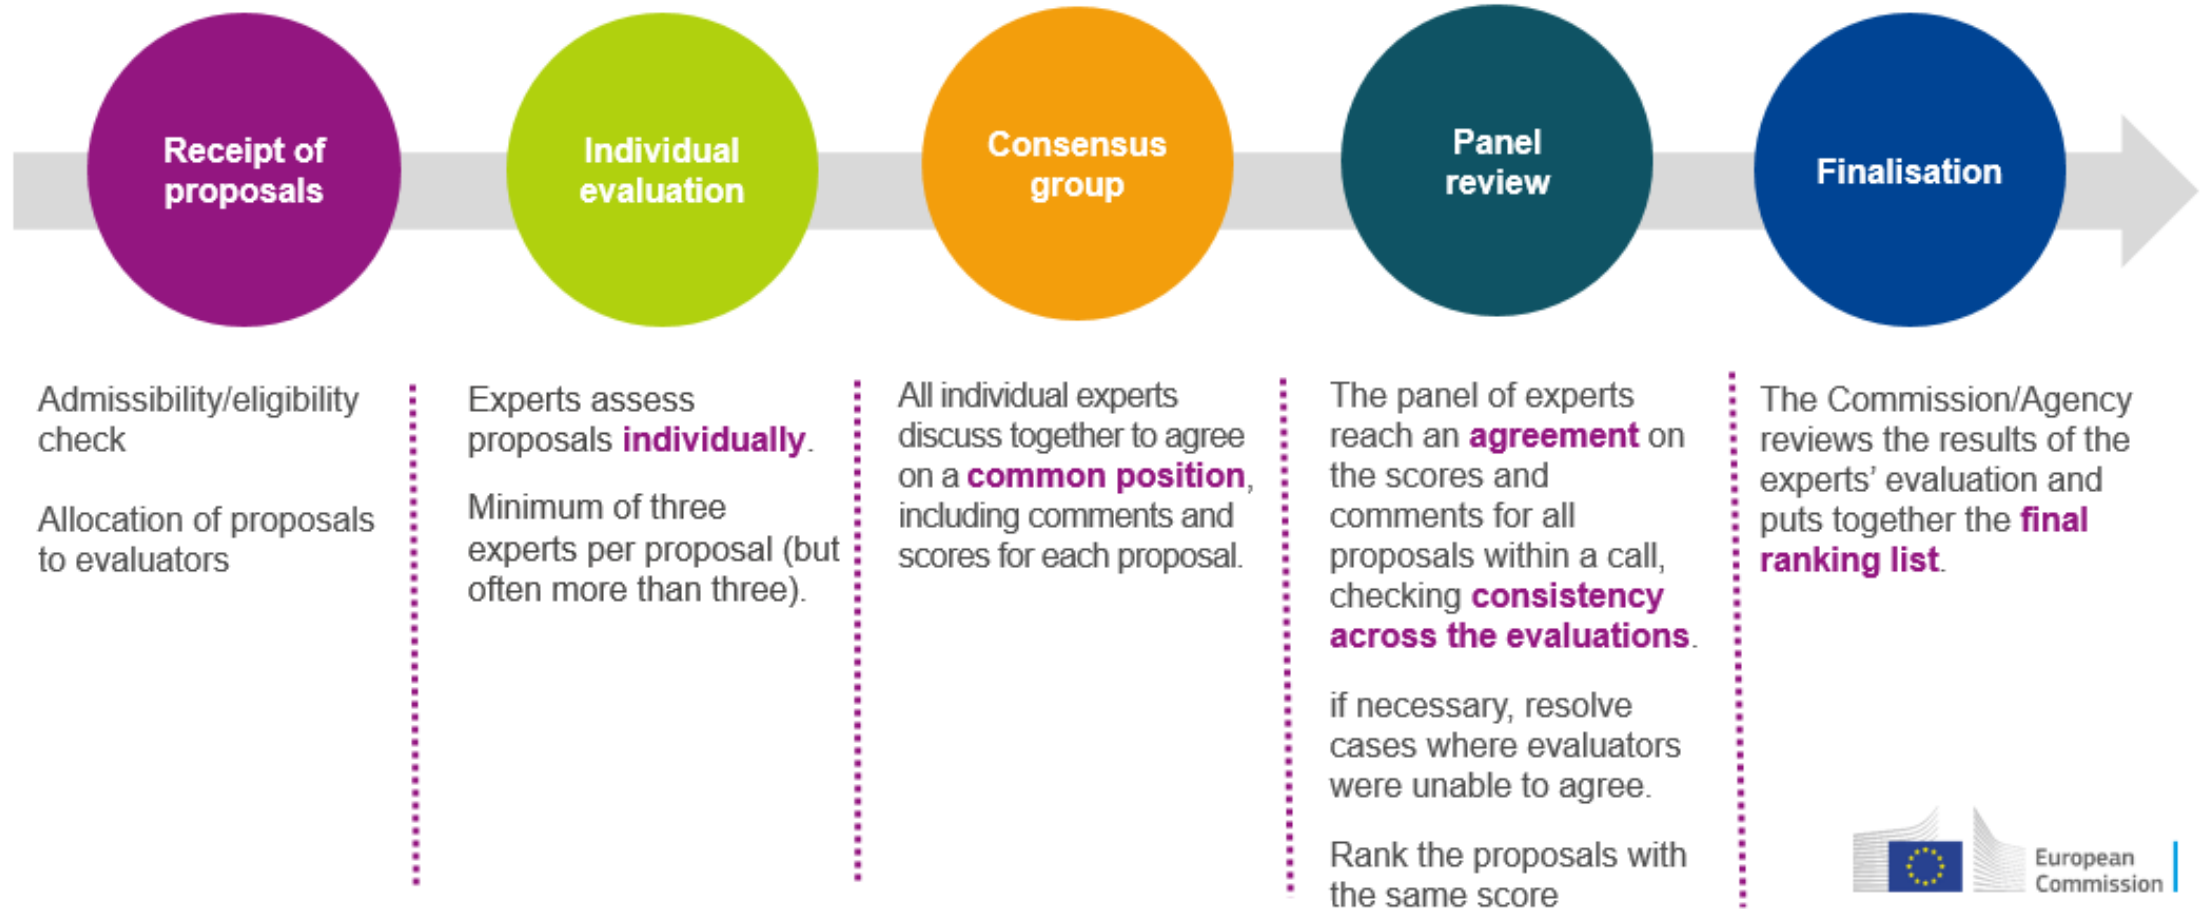 Receipt of
proposals
Individual
evaluation
Consensus
group
Panel
review
Finalisation
Admissibility/eligibility
check
Allocation of proposals
to evaluators
Experts assess
proposals individually.
Minimum of three
experts per proposal (but
often more than three).
All individual experts
discuss together to agree
on a common position,
including comments and
scores for each proposal.
The panel of experts
reach an agreement on
the scores and
comments for all
proposals within a call,
checking consistency
across the evaluations.
if necessary, resolve
cases where evaluators
were unable to agree.
Rank the proposals with
the same score
The Commission/Agency
reviews the results of the
experts’ evaluation and
puts together the final
ranking list.
European
Commission